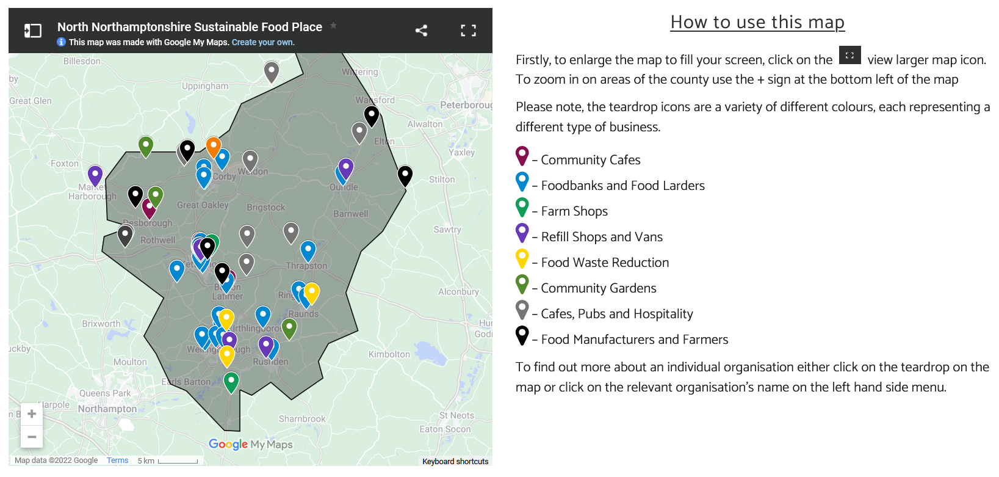 North Northamptonshire Sustainable Food Place
This map was made with Google My Maps. Create your own.
Billesdon
Wittering
by
Uppingham
Great Glen
Wansford
Peterboroug
Alwalton
Elton
Yaxley
Foxton
Corby
Weldon
Stilton
Market
Harborough
Oundle
Great Oakley
Brigstock
Barnwell
Desborough
Sawtry
Rothwell
Thrapston
Latimer
Alconbury
Raunds
Brixworth
Irthlingborough
Hun
Godm
uckby
Wellingborough
Kimbolton
Moulton
Rushden
Earls Barton
Queens Park
Harpole
Northampton
n B
Sharnbrook
St Neots
Eaton Socon
+
−
Google My Maps
Map data ©2022 Google Terms 5 km
Keyboard shortcuts
How to use this map
Firstly, to enlarge the map to fill your screen, click on the view larger map icon.
To zoom in on areas of the county use the + sign at the bottom left of the map
Please note, the teardrop icons are a variety of different colours, each representing a
different type of business.
– Community Cafes
– Foodbanks and Food Larders
– Farm Shops
– Refill Shops and Vans
– Food Waste Reduction
– Community Gardens
– Cafes, Pubs and Hospitality
– Food Manufacturers and Farmers
To find out more about an individual organisation either click on the teardrop on the
map or click on the relevant organisation's name on the left hand side menu.